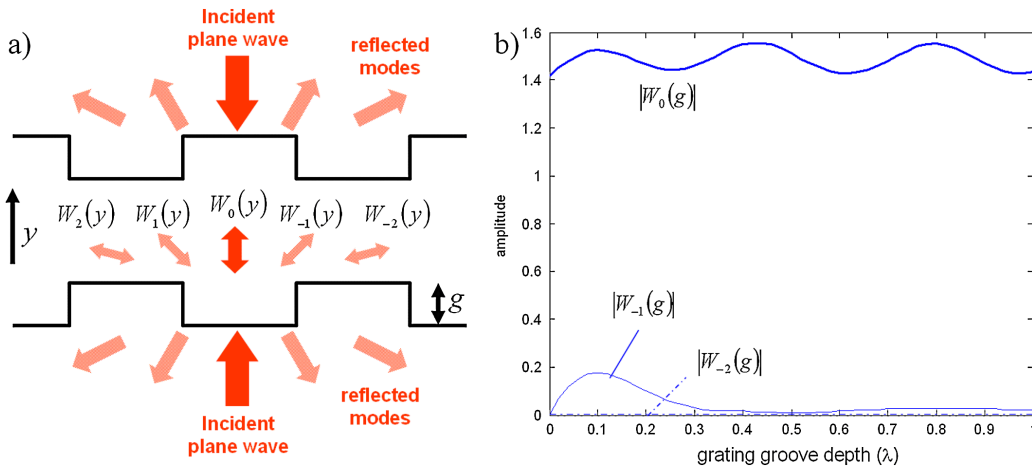 a)
Incident
plane wave
reflected
modes
y
W₂(y) W₁(y) W₀(y) W₋₁(y) W₋₂(y)
g
reflected
modes
Incident
plane wave
b)
1.6
1.4
1.2
1
0.8
0.6
0.4
0.2
0
amplitude
|W₀(g)|
|W₋₁(g)|
|W₋₂(g)|
0 0.1 0.2 0.3 0.4 0.5 0.6 0.7 0.8 0.9
grating groove depth (λ)